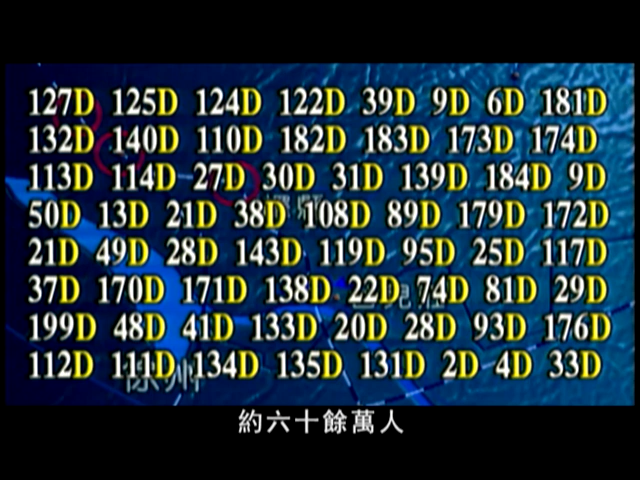 127D 125D 124D 122D 39D 9D 6D 181D
132D 140D 110D 182D 183D 173D 174D
113D 114D 27D 30D 31D 139D 184D 9D
50D 13D 21D 38D 108D 89D 179D 172D
21D 49D 28D 143D 119D 95D 25D 117D
37D 170D 171D 138D 22D 74D 81D 29D
199D 48D 41D 133D 20D 28D 93D 176D
112D 111D 134D 135D 131D 2D 4D 33D
徐州
約六十餘萬人